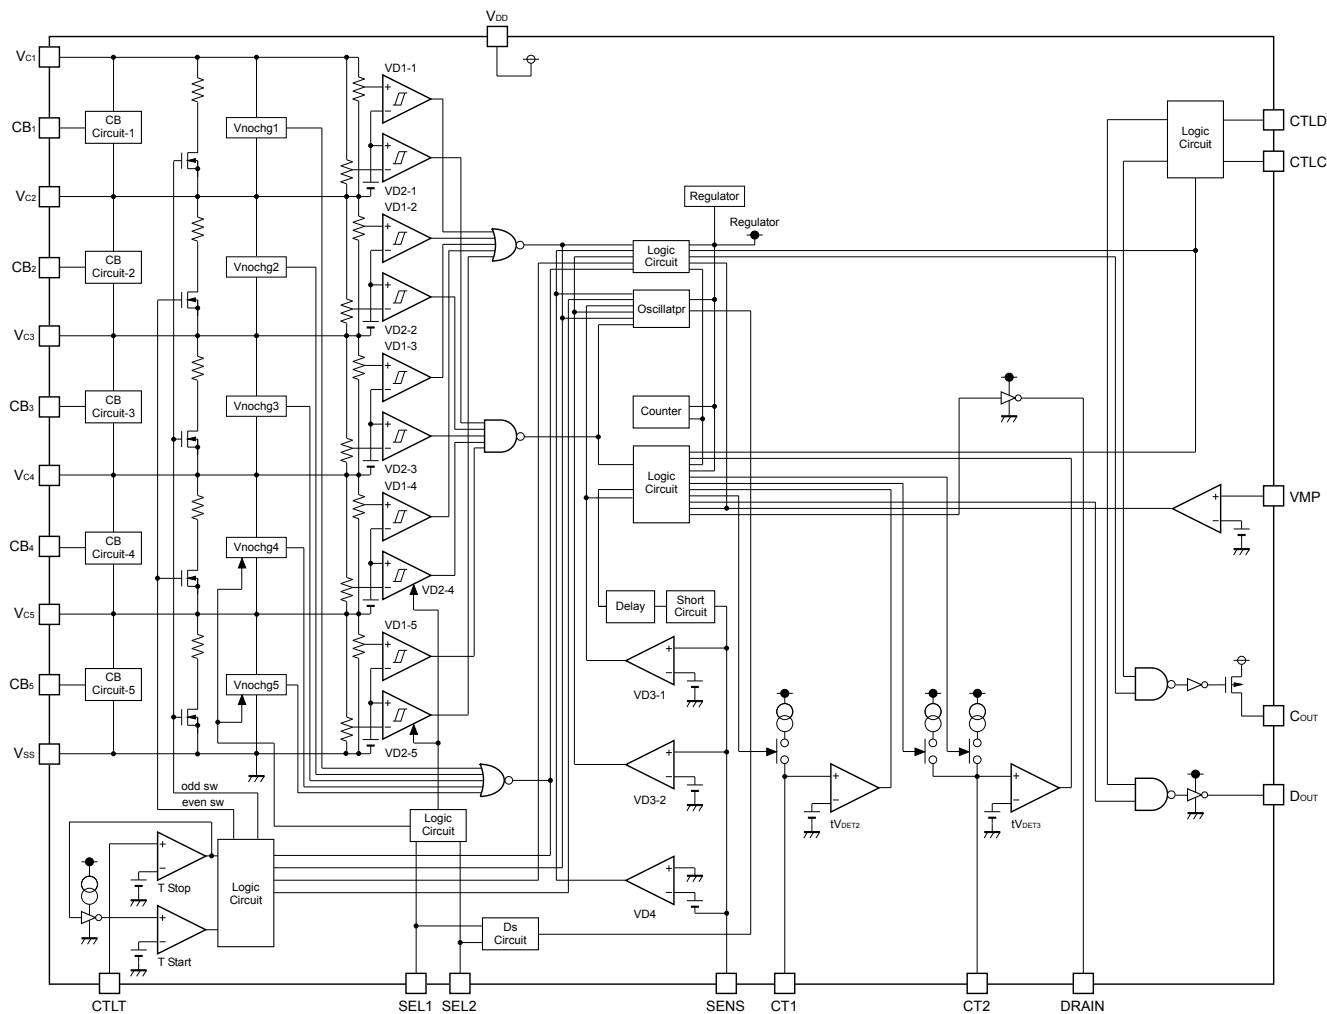 VDD
VC1
VD1-1
CB1
CB
Circuit-1
Vnochg1
Logic
Circuit
CTLD
CTLC
VC2
VD2-1
VD1-2
Regulator
Regulator
CB2
CB
Circuit-2
Vnochg2
Logic
Circuit
Oscillatpr
VC3
VD2-2
VD1-3
CB3
CB
Circuit-3
Vnochg3
Counter
VC4
VD2-3
VD1-4
Logic
Circuit
VMP
CB4
CB
Circuit-4
Vnochg4
VD2-4
Delay
Short
Circuit
VC5
VD1-5
CB5
CB
Circuit-5
Vnochg5
VD3-1
COUT
VSS
VD2-5
odd sw
even sw
VD3-2
tVDET2
tVDET3
DOUT
Logic
Circuit
T Stop
Logic
Circuit
VD4
Ds
Circuit
T Start
CTLT
SEL1
SEL2
SENS
CT1
CT2
DRAIN